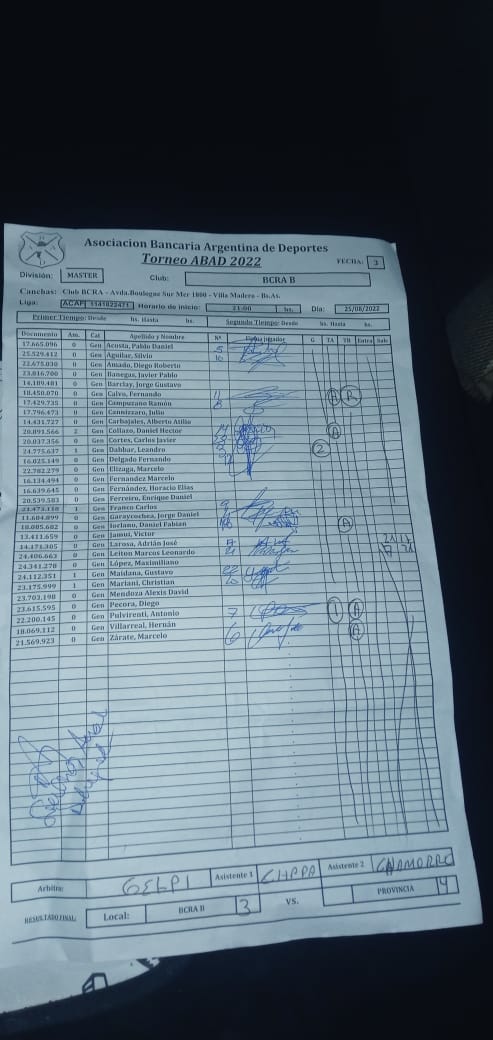 Asociacion Bancaria Argentina de Deportes
Torneo ABAD 2022 FECHA: 3
División: MASTER Club: BCRA B
Canchas: Club BCRA - Avda.Boulogne Sur Mer 1800 - Villa Madero - Bs.As.
Liga: ACAF 1141822471 Horario de inicio: 21:00 hs. Dia: 25/08/2022
Primer Tiempo: Desde hs. Hasta hs. Segundo Tiempo: Desde hs. Hasta hs.
Documento Am. Cat Apellido y Nombre Nº Firma Jugador G TA TR Entra Sale
17.665.096 0 Gen Acosta, Pablo Daniel 5
25.529.412 0 Gen Aguilar, Silvio 10
22.675.030 0 Gen Amado, Diego Roberto
23.816.700 0 Gen Banegas, Javier Pablo
14.189.481 0 Gen Barclay, Jorge Gustavo
18.450.070 0 Gen Calvo, Fernando 11
17.429.735 0 Gen Campuzano Ramón 8 A R
17.796.473 0 Gen Cannizzaro, Julio
14.431.727 0 Gen Carbajales, Alberto Atilio
20.891.566 2 Gen Collazo, Daniel Hector A
20.037.356 0 Gen Cortes, Carlos Javier
24.775.637 1 Gen Dabbur, Leandro 2
16.025.149 0 Gen Delgado Fernando
22.782.279 0 Gen Elizaga, Marcelo
16.134.494 0 Gen Fernandez Marcelo
16.639.645 0 Gen Fernández, Horacio Elias
20.539.583 0 Gen Ferreiro, Enrique Daniel
1 Gen Franco Carlos 9
11.684.899 0 Gen Garaycochea, Jorge Daniel
18.005.682 0 Gen Iorlano, Daniel Fabian A
13.411.659 0 Gen Jamui, Victor
14.171.305 0 Gen Larosa, Adrián José
24.406.663 0 Gen Leiton Marcos Leonardo
24.341.278 0 Gen López, Maximiliano
24.112.351 1 Gen Maidana, Gustavo 22
23.175.999 1 Gen Mariani, Christian 20
23.703.198 0 Gen Mendoza Alexis David
23.615.595 0 Gen Pecora, Diego
22.200.145 0 Gen Pulvirenti, Antonio 7 1 A
18.069.112 0 Gen Villarreal, Hernán A
21.569.923 0 Gen Zárate, Marcelo 6
Arbitro: GELPI Asistente 1 CHPPA Asistente 2 CHAMORRO
RESULTADO FINAL: Local: BCRA B 3 VS. PROVINCIA 4